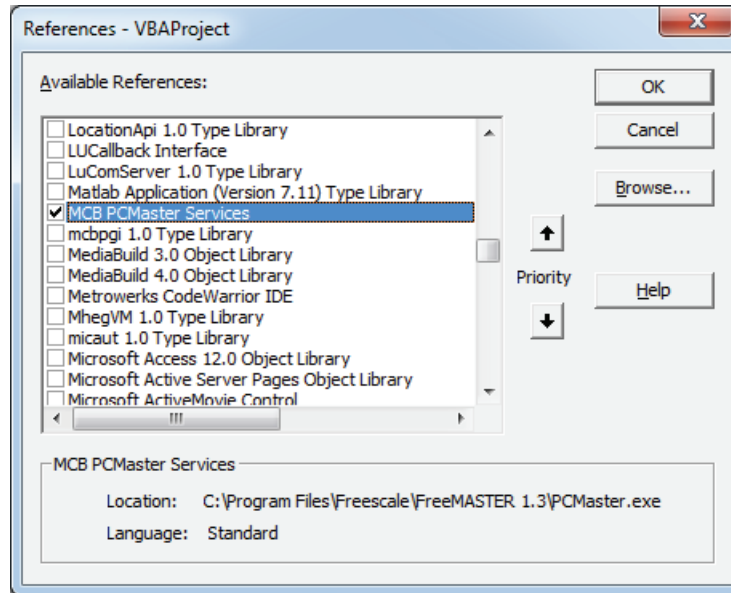 References - VBAProject
Available References:
LocationApi 1.0 Type Library
LUCallback Interface
LuComServer 1.0 Type Library
Matlab Application (Version 7.11) Type Library
MCB PCMaster Services
mcbpgi 1.0 Type Library
MediaBuild 3.0 Object Library
MediaBuild 4.0 Object Library
Metrowerks CodeWarrior IDE
MhegVM 1.0 Type Library
micaut 1.0 Type Library
Microsoft Access 12.0 Object Library
Microsoft Active Server Pages Object Library
Microsoft ActiveMovie Control
OK
Cancel
Browse...
Priority
Help
MCB PCMaster Services
Location: C:\Program Files\Freescale\FreeMASTER 1.3\PCMaster.exe
Language: Standard